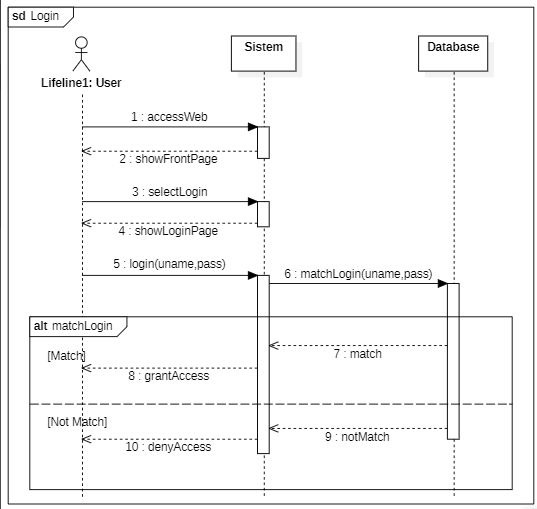 sd Login
Sistem
Database
Lifeline1: User
1 : accessWeb
2 : showFrontPage
3 : selectLogin
4 : showLoginPage
5 : login(uname,pass)
6 : matchLogin(uname,pass)
alt matchLogin
[Match]
7 : match
8 : grantAccess
[Not Match]
9 : notMatch
10 : denyAccess